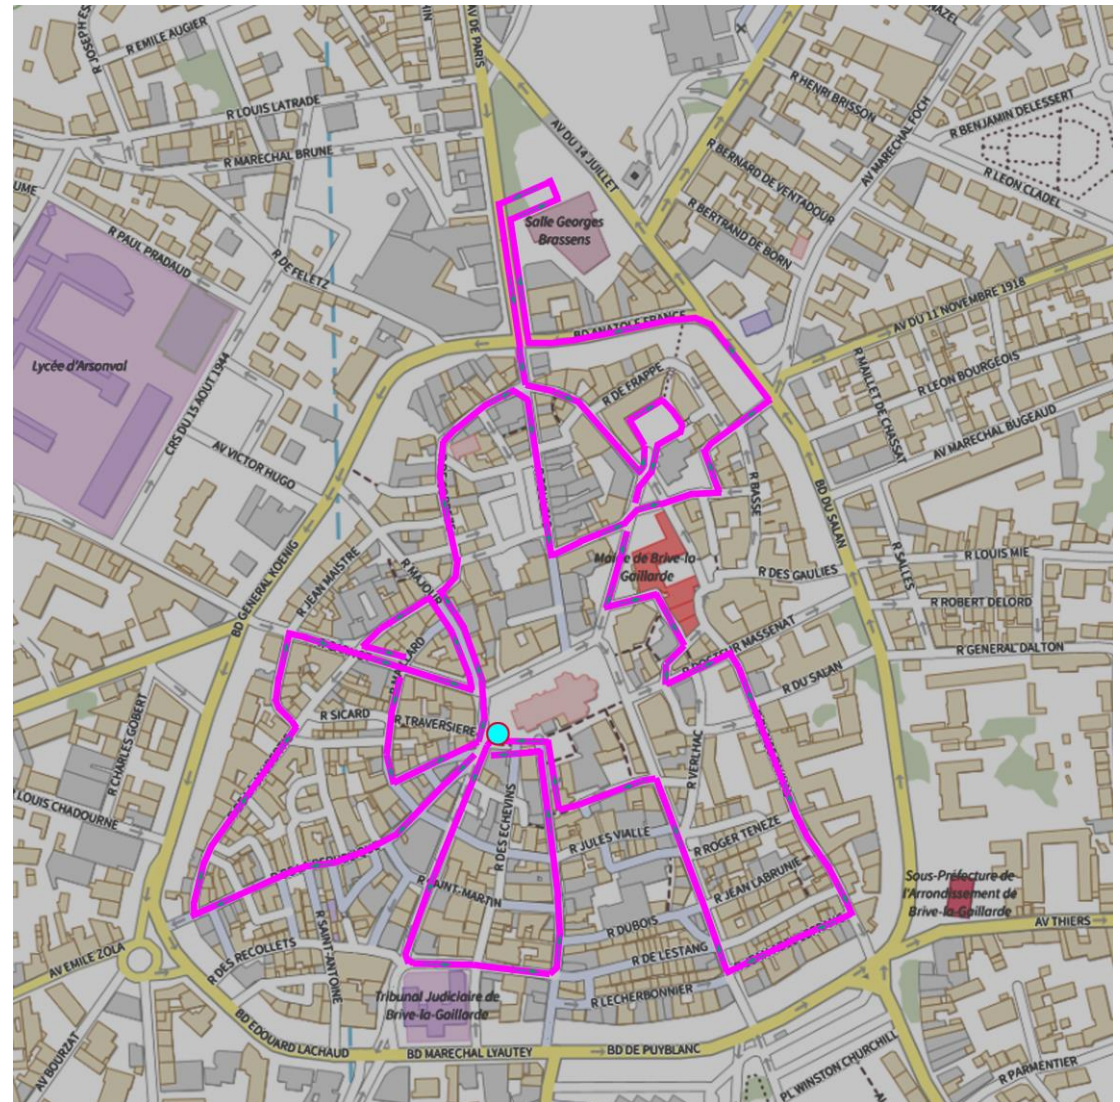 R JOSEPH ES
R EMILE AUGIER
AV DE PARIS
R LOUIS LATRADE
R MARECHAL BRUNE
AV DU 14 JUILLET
R HENRI BRISSON
AV MARECHAL FOCH
R BENJAMIN DELESSERT
R LEON CLADEL
R BERNARD DE VENTADOUR
R BERTRAND DE BORN
UME
R PAUL PRADAUD
R DE FELETZ
Salle Georges
Brassens
BD ANATOLE FRANCE
AV DU 11 NOVEMBRE 1918
Lycée d'Arsonval
CRS DU 15 AOUT 1944
R DE FRAPPE
R MAILLET DE CHASSAT
R LEON BOURGEOIS
AV MARECHAL BUGEAUD
AV VICTOR HUGO
R BASSE
BD DU SALAN
BD GENERAL KOENIG
R JEAN MAISTRE
R MAJOUR
Mairie de Brive-la-
Gaillarde
R DES GAULIES
R SALLES
R LOUIS MIE
R ROBERT DELORD
R GENERAL DALTON
R DOCTEUR MASSENAT
R DU SALAN
R CHARLES GOBERT
R SICARD
R TRAVERSIERE
R VERLHAC
R LOUIS CHADOURNE
R DES ECHEVINS
R JULES VIALLE
R ROGER TENEZE
R JEAN LABRUNIE
R SAINT-MARTIN
Sous-Préfecture de
l'Arrondissement de
Brive-la-Gaillarde
AV THIERS
R DUBOIS
R DE LESTANG
R LECHERBONNIER
AV EMILE ZOLA
R DES RECOLLETS
R SAINT-ANTOINE
Tribunal Judiciaire de
Brive-la-Gaillarde
BD EDOUARD LACHAUD
BD MARECHAL LYAUTEY
BD DE PUYBLANC
AV BOURZAT
PL WINSTON CHURCHILL
R PARMENTIER